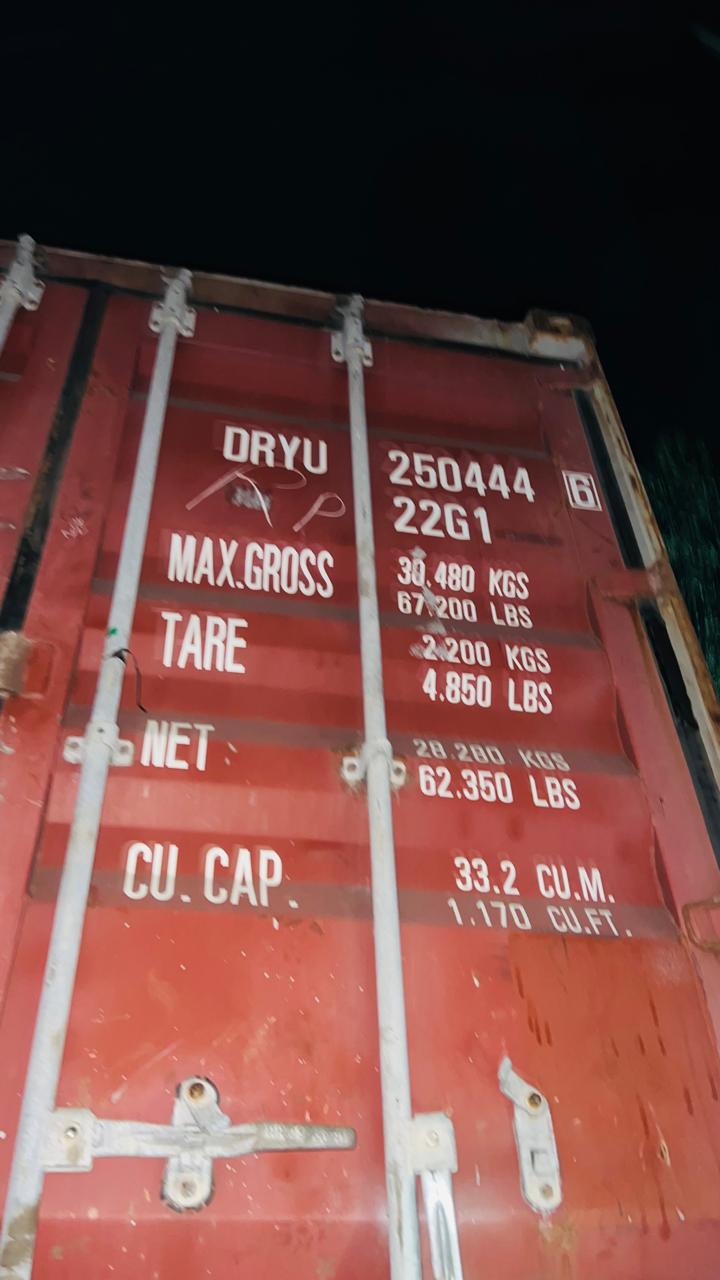 DRYU 250444 6
22G1
MAX.GROSS 30.480 KGS
67.200 LBS
TARE 2.200 KGS
4.850 LBS
NET 28.280 KGS
62.350 LBS
CU. CAP. 33.2 CU.M.
1.170 CU.FT.